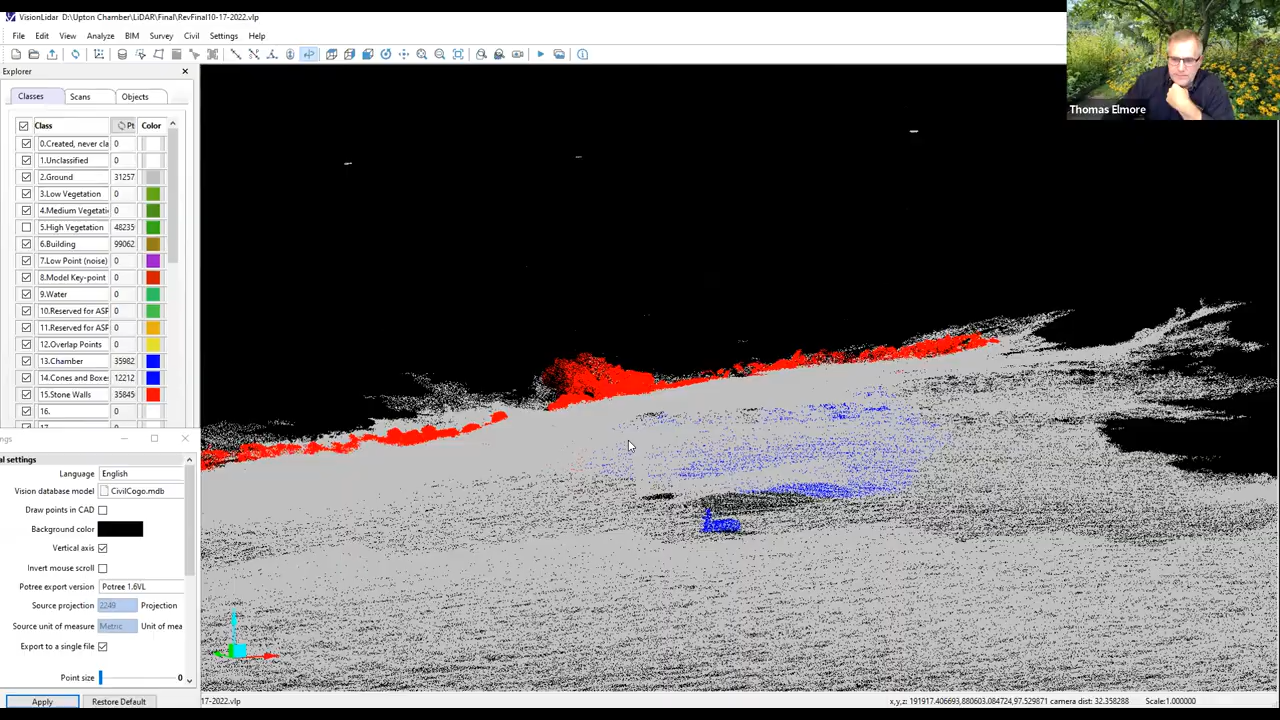 VisionLidar D:\Upton Chamber\LiDAR\Final\RevFinal10-17-2022.vlp
File Edit View Analyze BIM Survey Civil Settings Help
Explorer
Classes Scans Objects
Class Pt Color
0.Created, never cla 0
1.Unclassified 0
2.Ground 31257
3.Low Vegetation 0
4.Medium Vegetati 0
5.High Vegetation 48235
6.Building 99062
7.Low Point (noise) 0
8.Model Key-point 0
9.Water 0
10.Reserved for ASP 0
11.Reserved for ASP 0
12.Overlap Points 0
13.Chamber 35982
14.Cones and Boxe 12212
15.Stone Walls 35845
16. 0
ngs
al settings
Language English
Vision database model CivilCogo.mdb
Draw points in CAD
Background color
Vertical axis
Invert mouse scroll
Potree export version Potree 1.6VL
Source projection 2249 Projection
Source unit of measure Metric Unit of mea
Export to a single file
Point size 0
Apply Restore Default
17-2022.vlp
x,y,z: 191917.406693,880603.084724,97.529871 camera dist: 32.358288 Scale:1.000000
Thomas Elmore